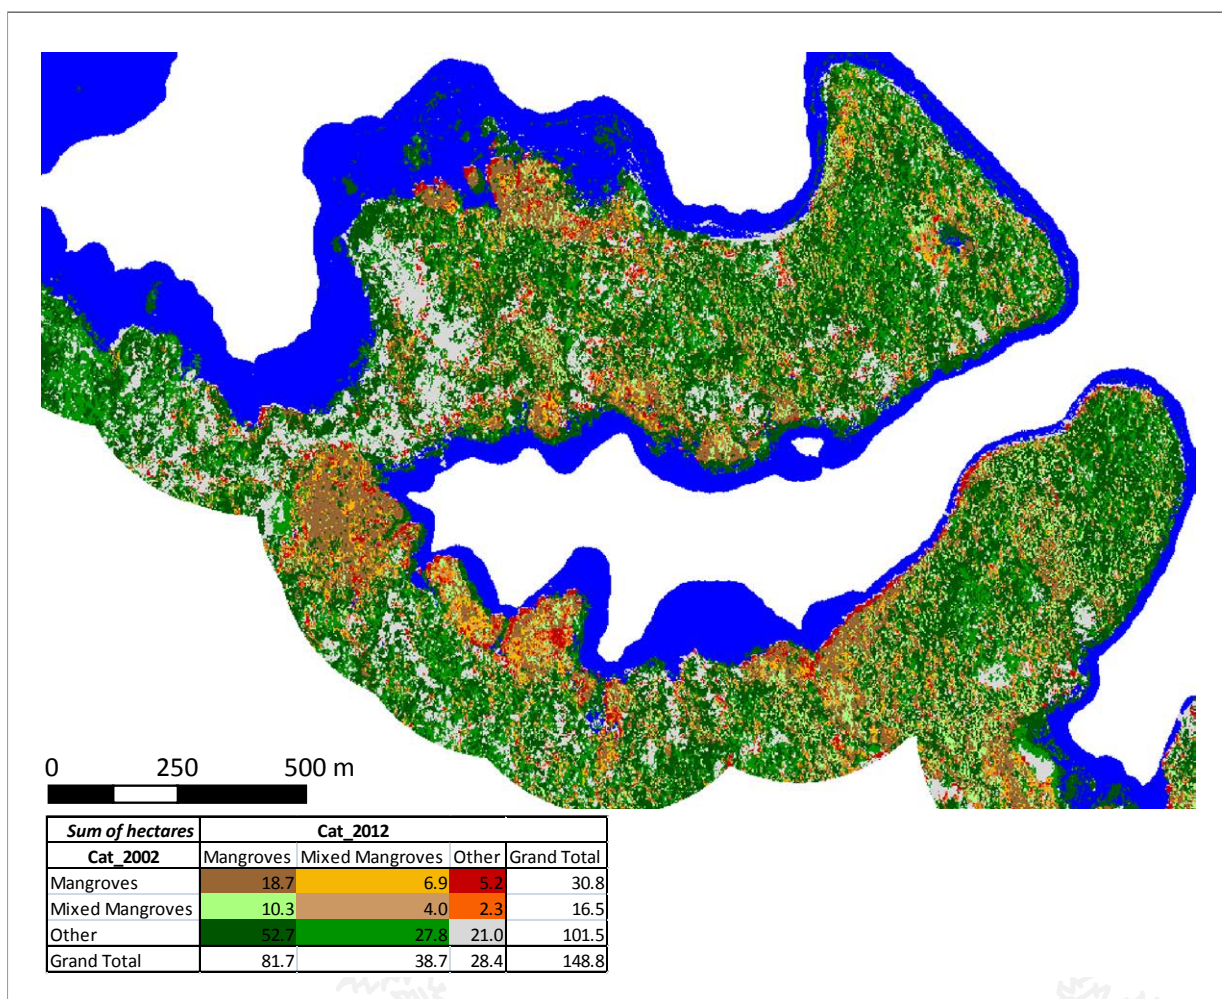 0 250 500 m
Sum of hectares Cat_2012
Cat_2002 Mangroves Mixed Mangroves Other Grand Total
Mangroves 18.7 6.9 5.2 30.8
Mixed Mangroves 10.3 4.0 2.3 16.5
Other 52.7 27.8 21.0 101.5
Grand Total 81.7 38.7 28.4 148.8